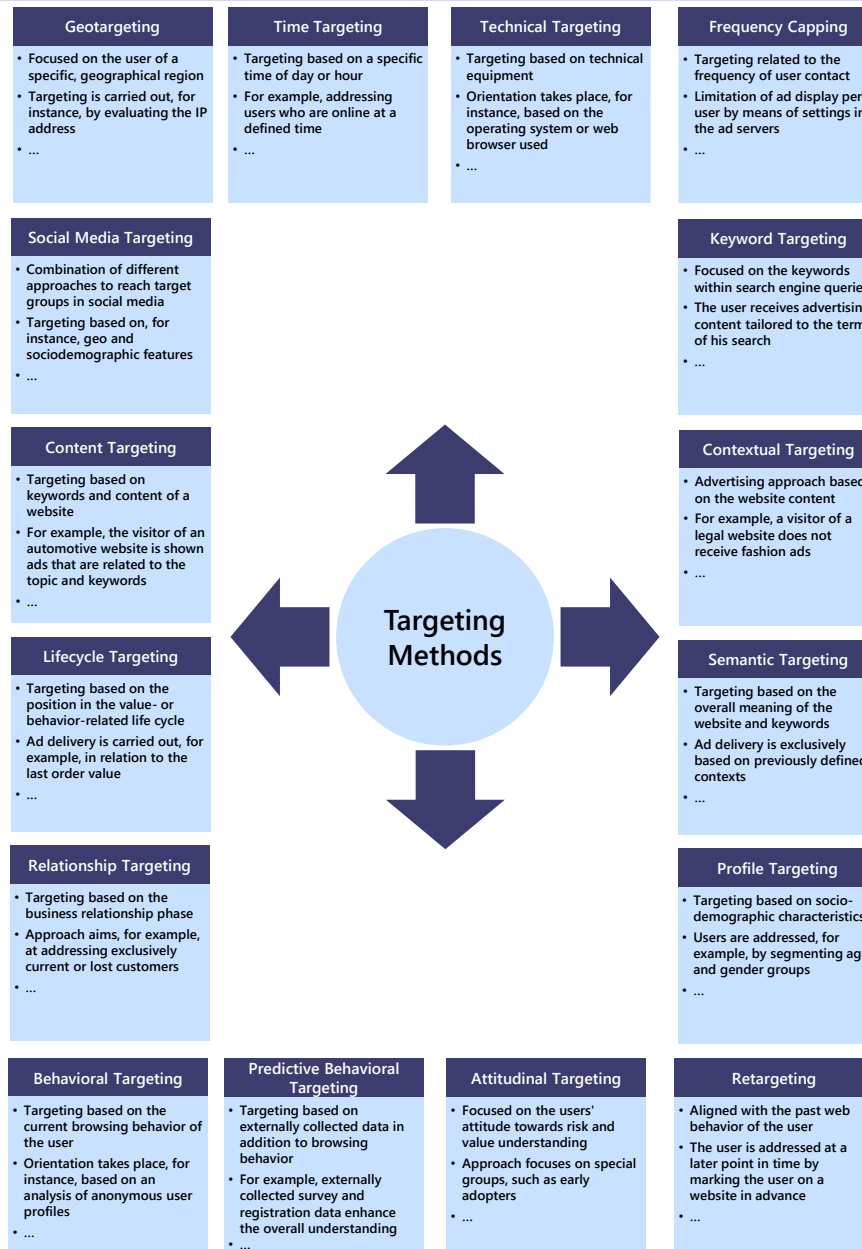 Geotargeting
• Focused on the user of a
specific, geographical region
• Targeting is carried out, for
instance, by evaluating the IP
address
• ...
Time Targeting
• Targeting based on a specific
time of day or hour
• For example, addressing
users who are online at a
defined time
• ...
Technical Targeting
• Targeting based on technical
equipment
• Orientation takes place, for
instance, based on the
operating system or web
browser used
• ...
Frequency Capping
• Targeting related to the
frequency of user contact
• Limitation of ad display per
user by means of settings in
the ad servers
• ...
Social Media Targeting
• Combination of different
approaches to reach target
groups in social media
• Targeting based on, for
instance, geo and
sociodemographic features
• ...
Keyword Targeting
• Focused on the keywords
within search engine querie
• The user receives advertisin
content tailored to the term
of his search
• ...
Content Targeting
• Targeting based on
keywords and content of a
website
• For example, the visitor of an
automotive website is shown
ads that are related to the
topic and keywords
• ...
Contextual Targeting
• Advertising approach based
on the website content
• For example, a visitor of a
legal website does not
receive fashion ads
• ...
Targeting
Methods
Lifecycle Targeting
• Targeting based on the
position in the value- or
behavior-related life cycle
• Ad delivery is carried out, for
example, in relation to the
last order value
• ...
Semantic Targeting
• Targeting based on the
overall meaning of the
website and keywords
• Ad delivery is exclusively
based on previously defined
contexts
• ...
Relationship Targeting
• Targeting based on the
business relationship phase
• Approach aims, for example,
at addressing exclusively
current or lost customers
• ...
Profile Targeting
• Targeting based on socio-
demographic characteristics
• Users are addressed, for
example, by segmenting ag
and gender groups
• ...
Behavioral Targeting
• Targeting based on the
current browsing behavior of
the user
• Orientation takes place, for
instance, based on an
analysis of anonymous user
profiles
• ...
Predictive Behavioral
Targeting
• Targeting based on
externally collected data in
addition to browsing
behavior
• For example, externally
collected survey and
registration data enhance
the overall understanding
• ...
Attitudinal Targeting
• Focused on the users'
attitude towards risk and
value understanding
• Approach focuses on special
groups, such as early
adopters
• ...
Retargeting
• Aligned with the past web
behavior of the user
• The user is addressed at a
later point in time by
marking the user on a
website in advance
• ...